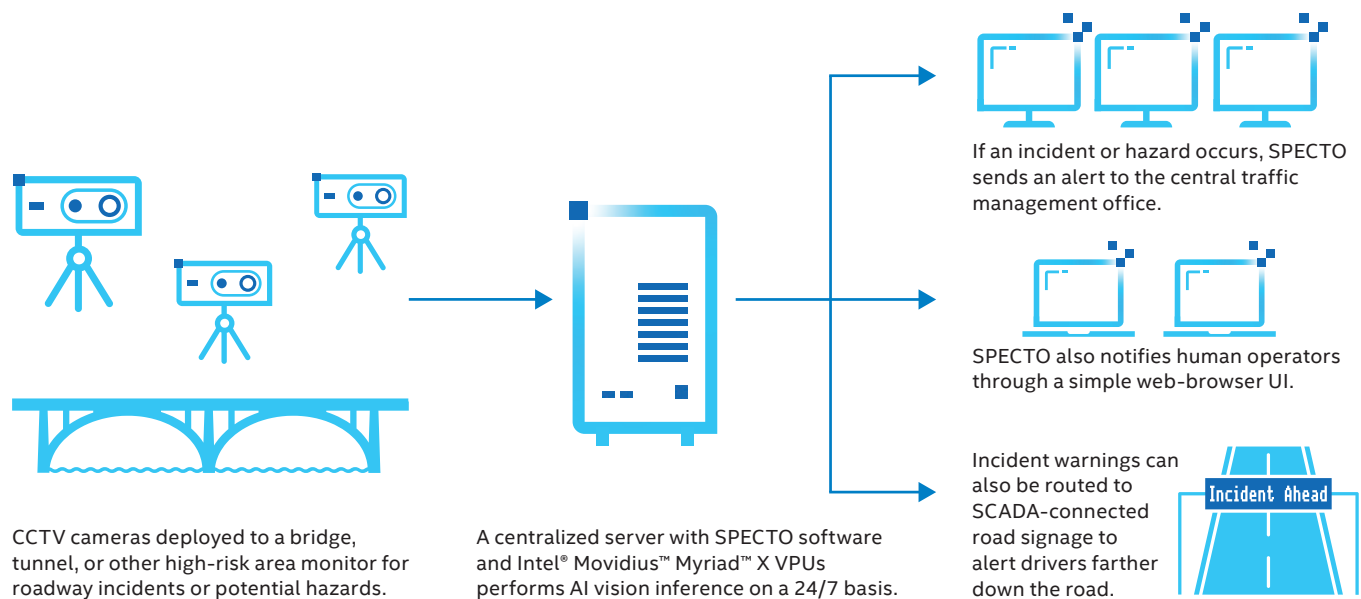 If an incident or hazard occurs, SPECTO
sends an alert to the central traffic
management office.
SPECTO also notifies human operators
through a simple web-browser UI.
Incident warnings can
also be routed to
SCADA-connected
road signage to
alert drivers farther
down the road.
Incident Ahead
CCTV cameras deployed to a bridge,
tunnel, or other high-risk area monitor for
roadway incidents or potential hazards.
A centralized server with SPECTO software
and Intel® Movidius™ Myriad™ X VPUs
performs AI vision inference on a 24/7 basis.